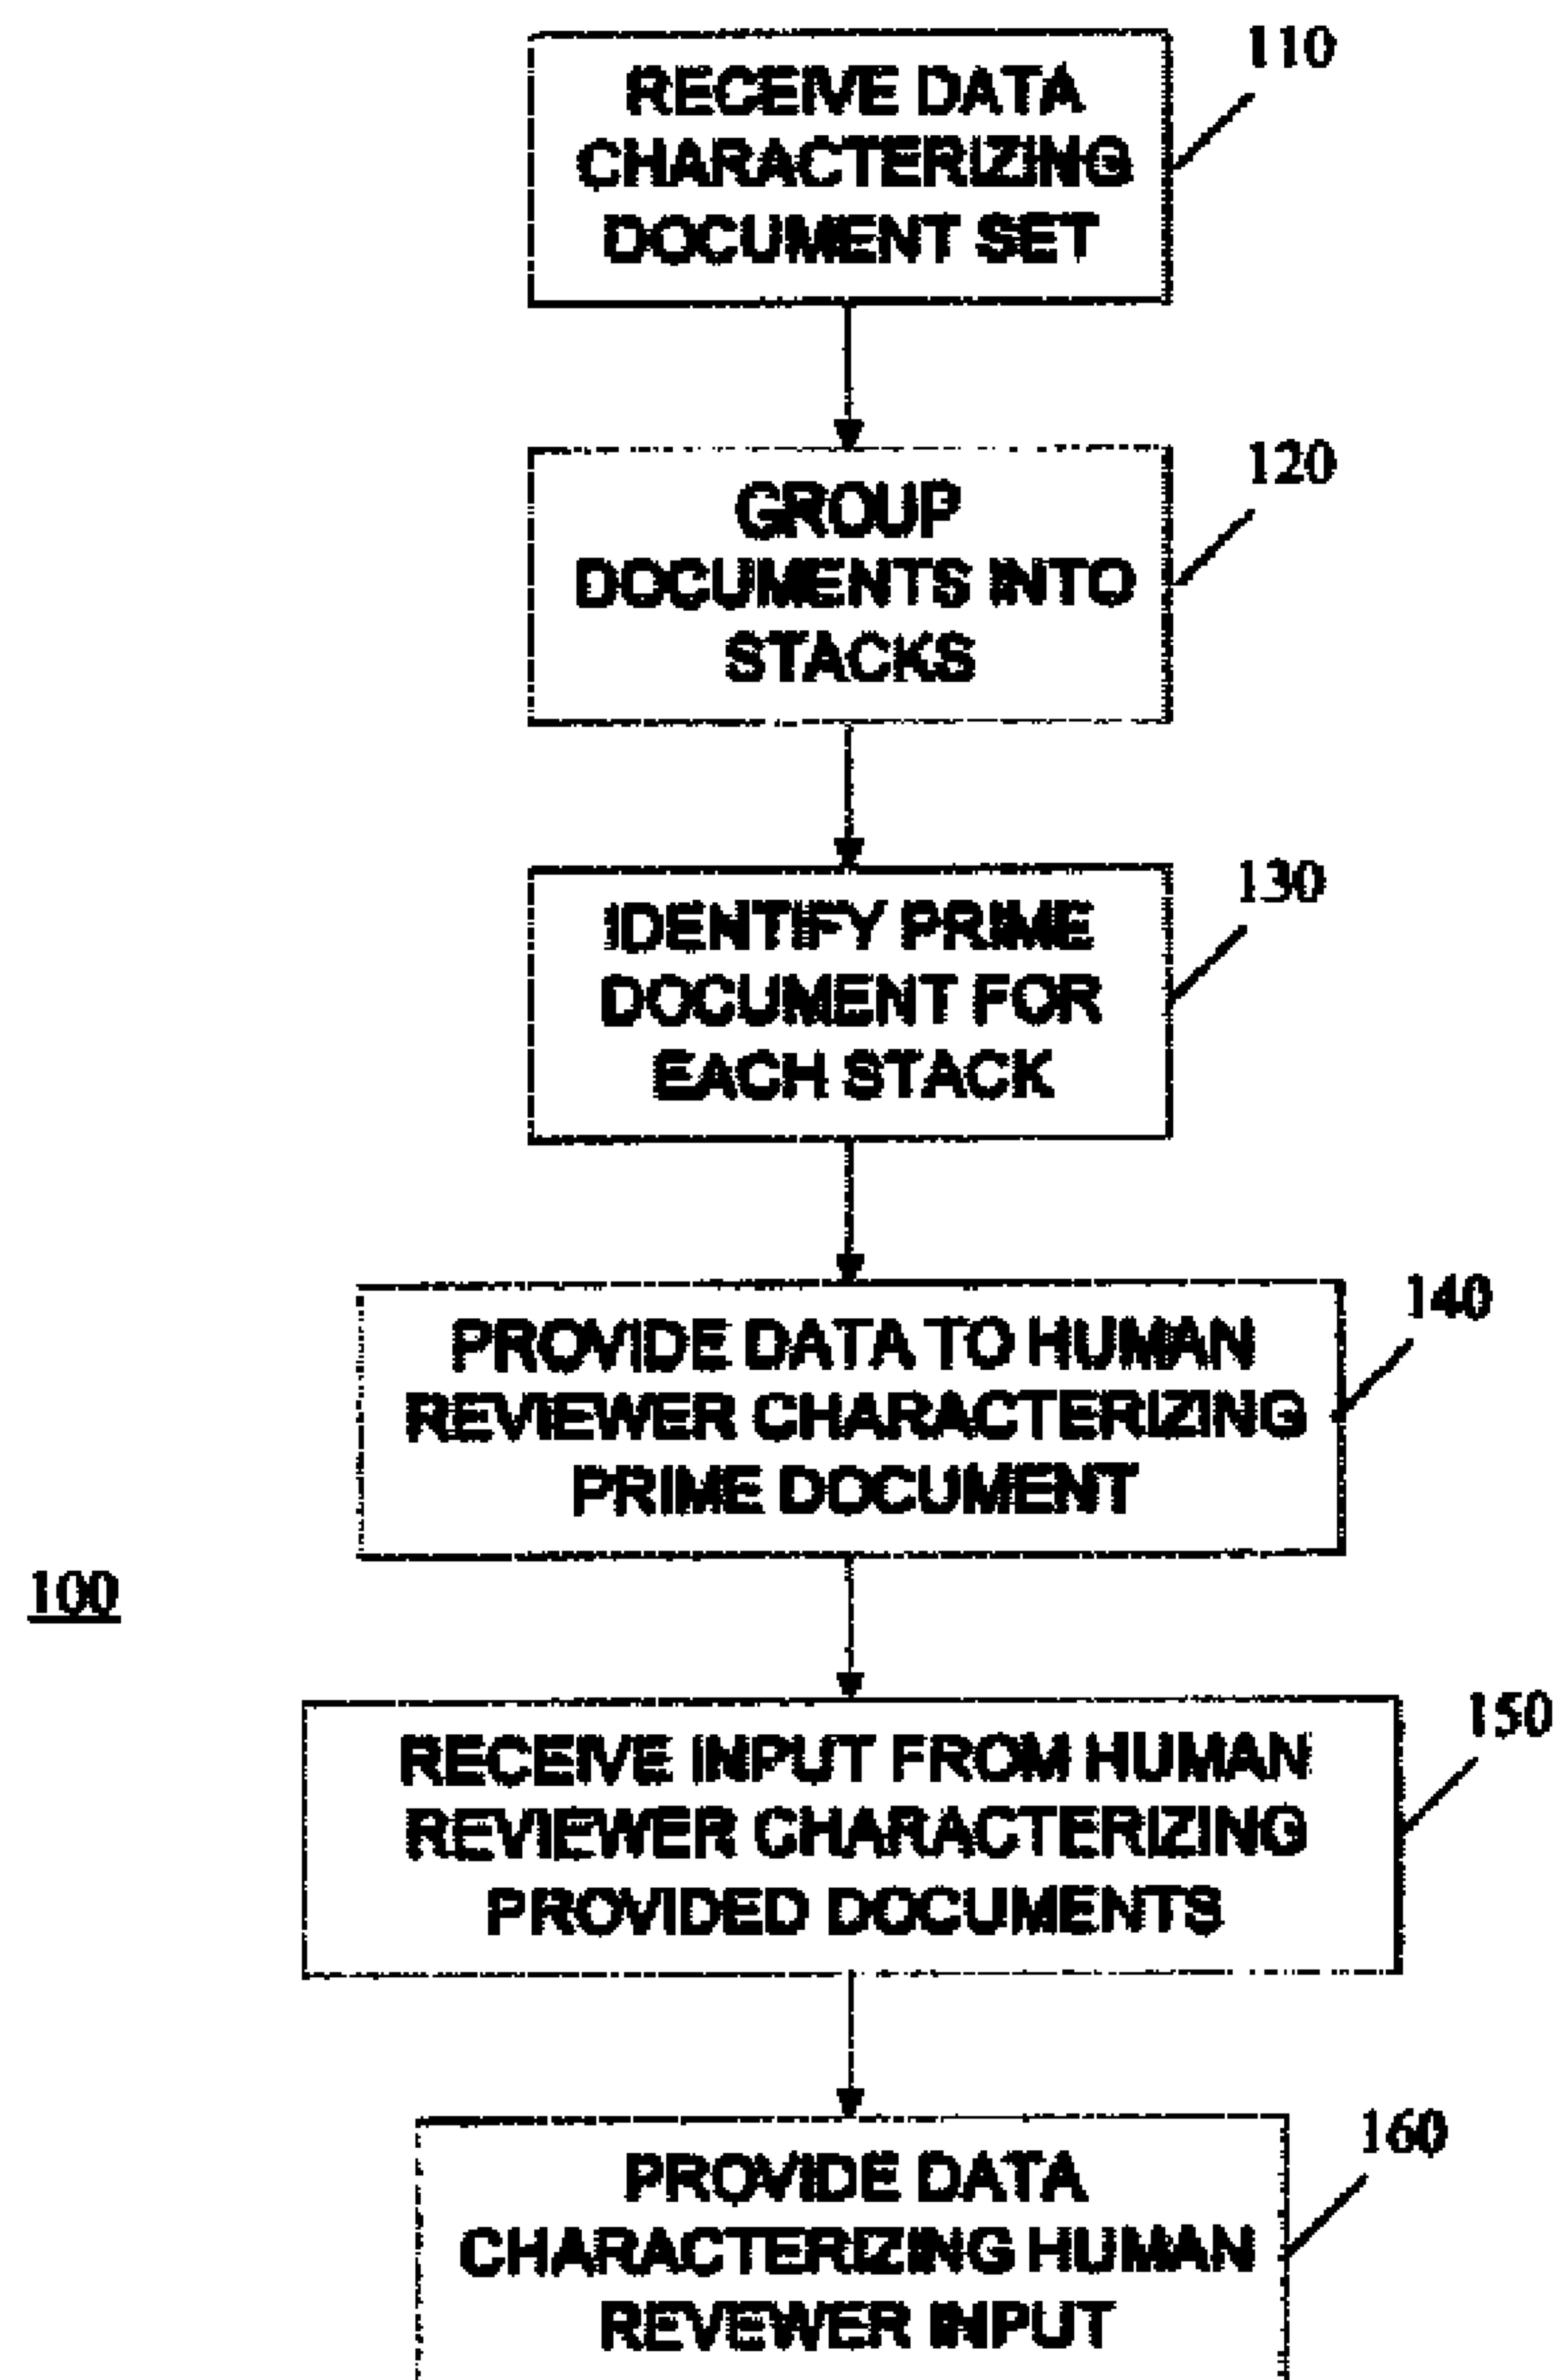 110
RECEIVE DATA
CHARACTERIZING
DOCUMENT SET
120
GROUP
DOCUMENTS INTO
STACKS
130
IDENTIFY PRIME
DOCUMENT FOR
EACH STACK
140
PROVIDE DATA TO HUMAN
REVIEWER CHARACTERIZING
PRIME DOCUMENT
100
150
RECEIVE INPUT FROM HUMAN
REVIEWER CHARACTERIZING
PROVIDED DOCUMENTS
160
PROVIDE DATA
CHARACTERIZING HUMAN
REVEWER INPUT